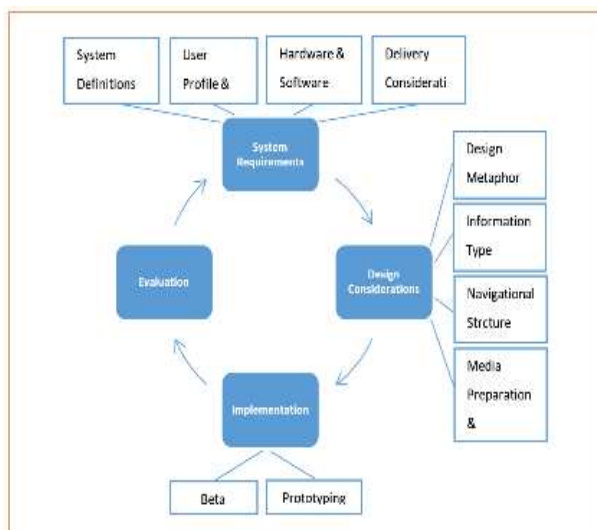 System
Definitions
User
Profile &
Hardware &
Software
Delivery
Considerati
System
Requirements
Design
Metaphor
Information
Type
Navigational
Strcture
Media
Preparation
&
Design
Considerations
Evaluation
Implementation
Beta
Prototyping